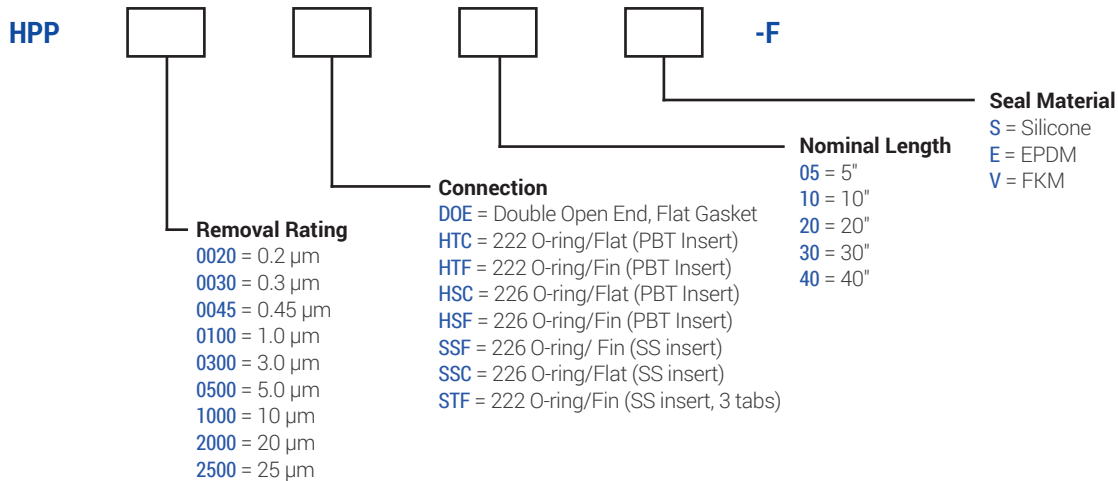 HPP -F
Seal Material
S = Silicone
E = EPDM
V = FKM
Nominal Length
05 = 5"
10 = 10"
20 = 20"
30 = 30"
40 = 40"
Connection
DOE = Double Open End, Flat Gasket
HTC = 222 O-ring/Flat (PBT Insert)
HTF = 222 O-ring/Fin (PBT Insert)
HSC = 226 O-ring/Flat (PBT Insert)
HSF = 226 O-ring/Fin (PBT Insert)
SSF = 226 O-ring/ Fin (SS insert)
SSC = 226 O-ring/Flat (SS insert)
STF = 222 O-ring/Fin (SS insert, 3 tabs)
Removal Rating
0020 = 0.2 µm
0030 = 0.3 µm
0045 = 0.45 µm
0100 = 1.0 µm
0300 = 3.0 µm
0500 = 5.0 µm
1000 = 10 µm
2000 = 20 µm
2500 = 25 µm